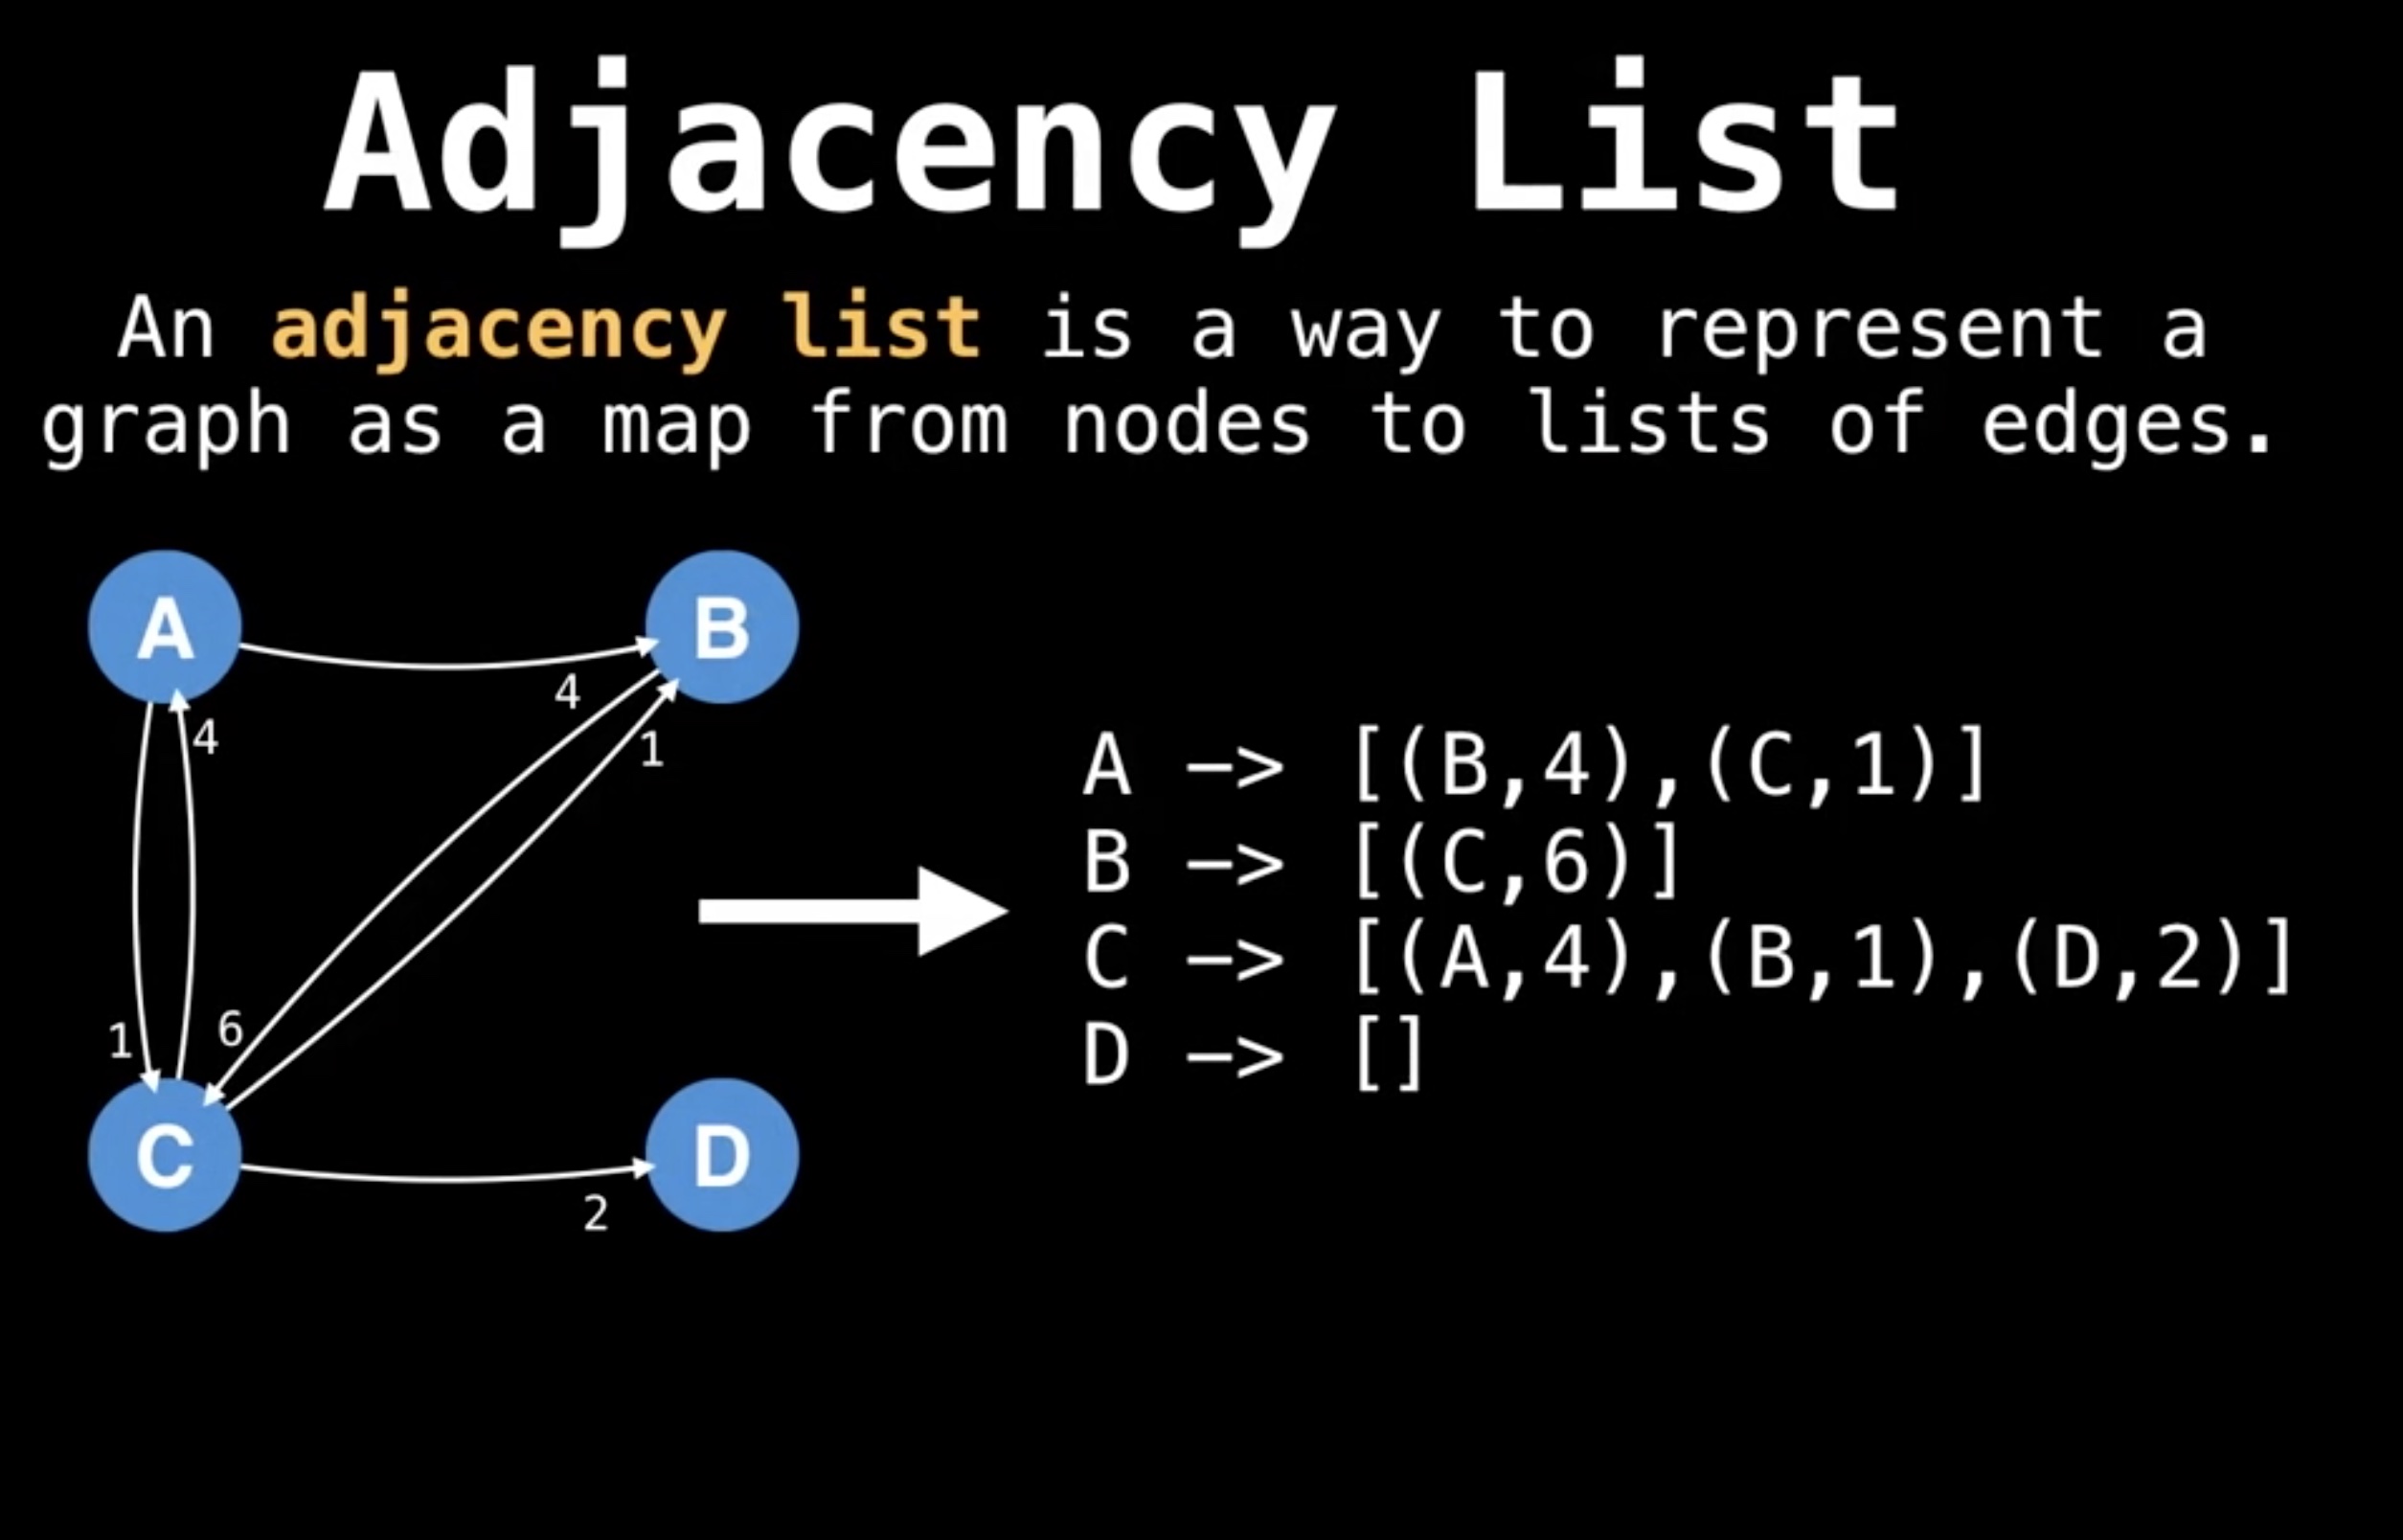 Adjacency List
An adjacency list is a way to represent a
graph as a map from nodes to lists of edges.
A
B
4
4
1
A -> [(B,4),(C,1)]
B -> [(C,6)]
C -> [(A,4),(B,1),(D,2)]
D -> []
1
6
C
D
2